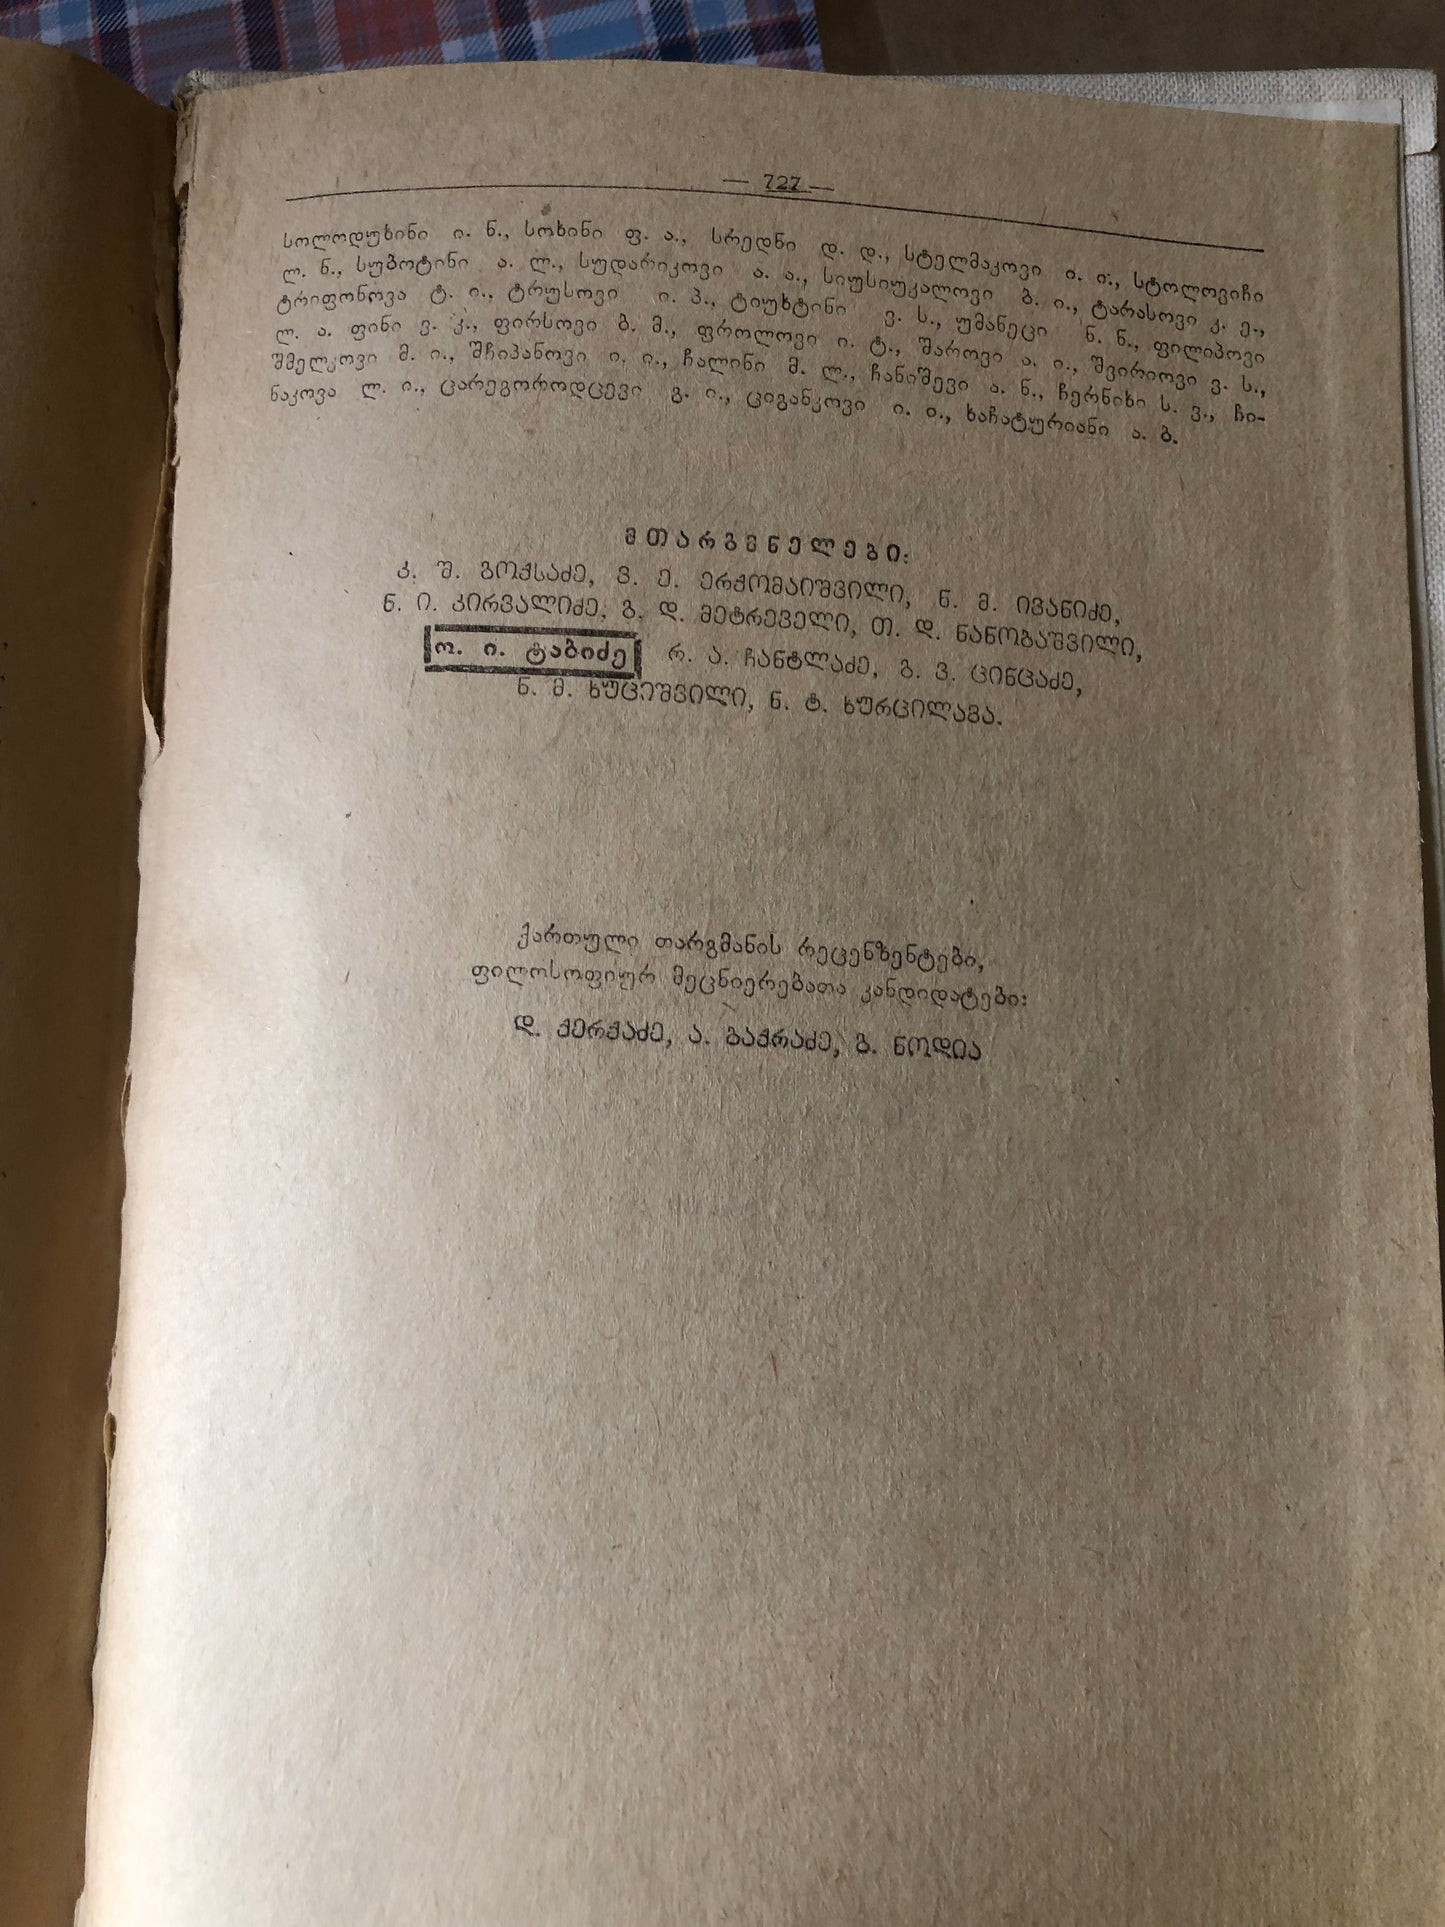 — 727 —
სოლოდუხინი ი. ნ., სოხინი ფ. ა., სრედნი დ. დ., სტელმაკოვი ი. ი., სტოლოვიჩი
ლ. ნ., სუბოტინი ა. ლ., სუდარიკოვი ა. ა., სიუსიუკალოვი ბ. ი., ტარასოვი კ. ე.,
ტრიფონოვა ტ. ი., ტრუსოვი ი. პ., ტიუხტინი ვ. ს., უმანეცი ნ. ნ., ფილიპოვი
ლ. ა. ფინი ვ. კ., ფირსოვი ბ. მ., ფროლოვი ი. ტ., შაროვი ა. ი., შვირიოვი ვ. ს.,
შმელკოვი მ. ი., შჩიპანოვი ი. ი., ჩალინი მ. ლ., ჩანიშევი ა. ნ., ჩერნიხი ს. ვ., ჩი-
ნაკოვა ლ. ი., ცარეგოროდცევი გ. ი., ციგანკოვი ი. ი., ხაჩატურიანი ა. ბ.
მთარგმნელები:
კ. შ. გოქსაძე, ვ. ე. ერქომაიშვილი, ნ. მ. ივანიძე,
ნ. ი. კირვალიძე, გ. დ. მეტრეველი, თ. დ. ნანობაშვილი,
ო. ი. ტაბიძე რ. ა. ჩანტლაძე, გ. ვ. ცინცაძე,
ნ. მ. ხუციშვილი, ნ. ტ. ხურცილავა.
ქართული თარგმანის რეცენზენტები,
ფილოსოფიურ მეცნიერებათა კანდიდატები:
დ. ქერქაძე, ა. ბაქრაძე, გ. ნოდია